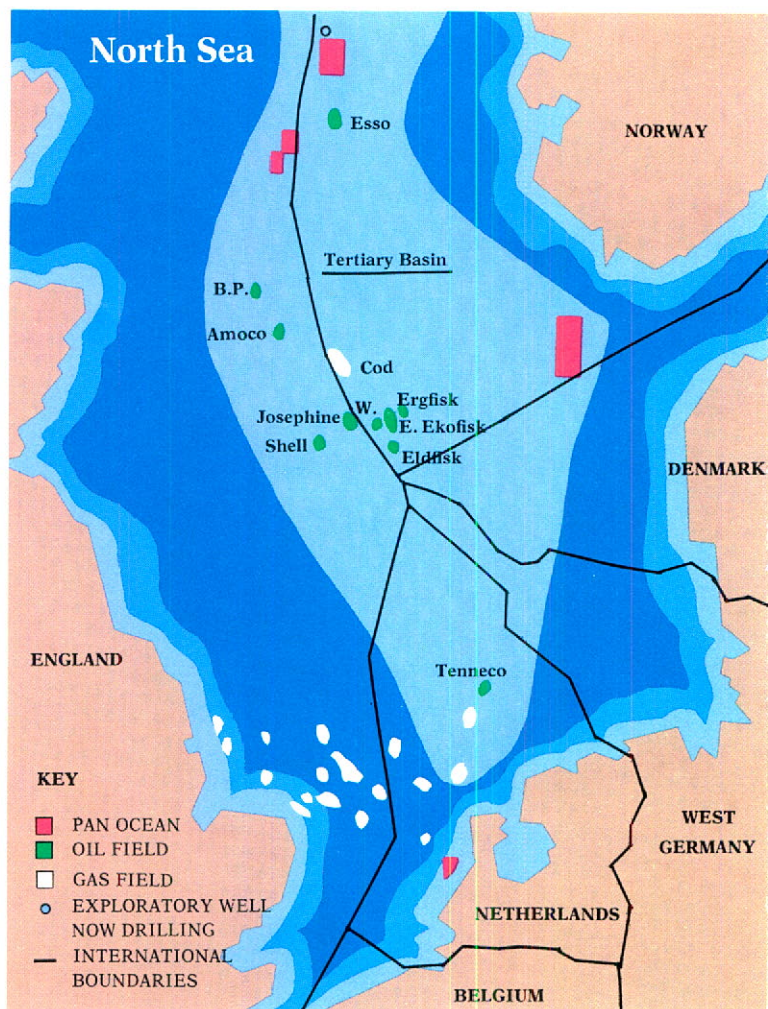 North Sea
Esso
NORWAY
Tertiary Basin
B.P.
Amoco
Cod
Ergfisk
W.
Josephine
E. Ekofisk
Shell
Eldfisk
DENMARK
ENGLAND
Tenneco
KEY
PAN OCEAN
OIL FIELD
GAS FIELD
EXPLORATORY WELL
NOW DRILLING
INTERNATIONAL
BOUNDARIES
WEST
GERMANY
NETHERLANDS
BELGIUM